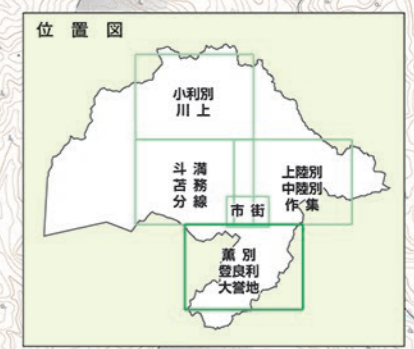 位置図
小利別
川上
斗満
苫務
分線
上陸別
中陸別
作集
市街
薫別
登良利
大誉地